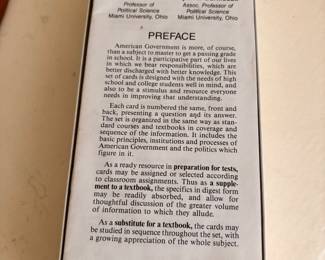 Professor of
Political Science
Miami University, Ohio
Assoc. Professor of
Political Science
Miami University, Ohio
PREFACE
American Government is more, of course,
than a subject to master to get a passing grade
in school. It is a participative part of our lives
in which we bear responsibilities, which are
better discharged with better knowledge. This
set of cards is designed with the needs of high
school and college students well in mind, and
also to be a stimulus and resource everyone
needs in improving that understanding.
Each card is numbered the same, front and
back, presenting a question and its answer.
The set is organized in the same way as stan-
dard courses and textbooks in coverage and
sequence of the information. It includes the
basic principles, institutions and processes of
American Government and the politics which
figure in it.
As a ready resource in preparation for tests,
cards may be assigned or selected according
to classroom assignments. Thus as a supple-
ment to a textbook, the specifics in digest form
may be readily absorbed, and allow for
thoughtful discussion of the greater volume
of information to which they allude.
As a substitute for a textbook, the cards may
be studied in sequence throughout the set, with
a growing appreciation of the whole subject.